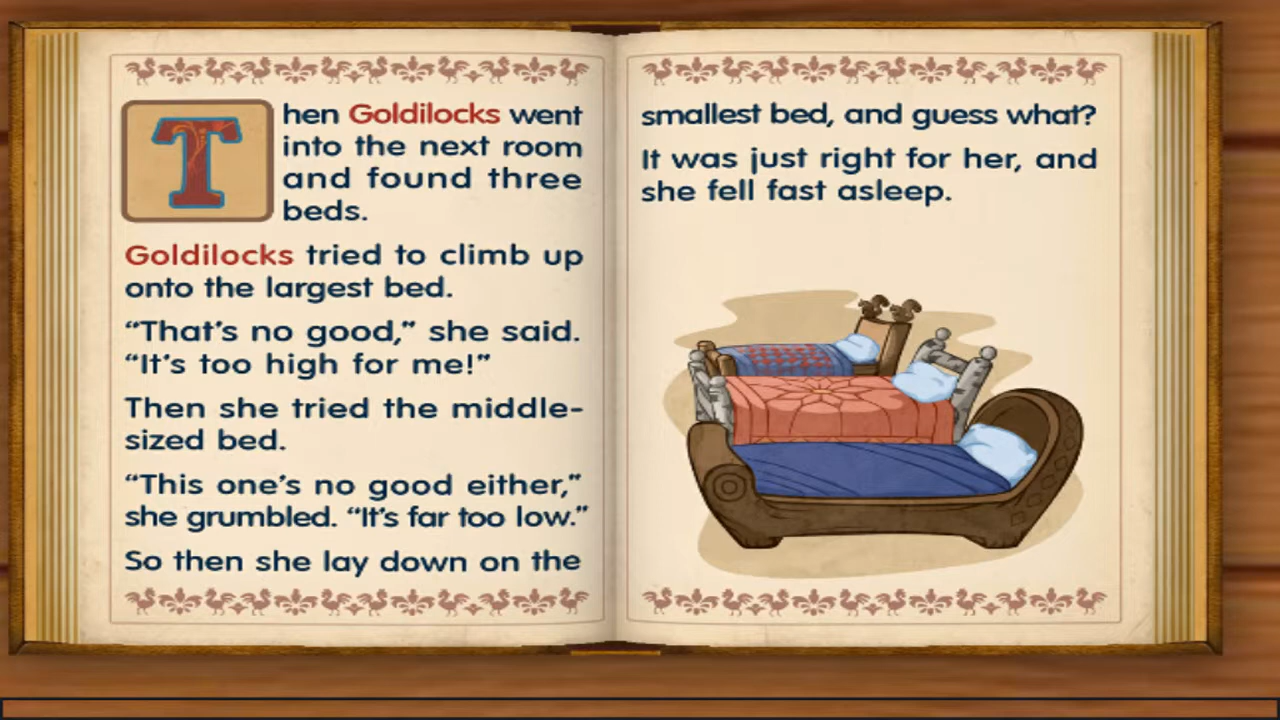 Then Goldilocks went
into the next room
and found three
beds.
Goldilocks tried to climb up
onto the largest bed.
“That’s no good,” she said.
“It’s too high for me!”
Then she tried the middle-
sized bed.
“This one’s no good either,”
she grumbled. “It’s far too low.”
So then she lay down on the
smallest bed, and guess what?
It was just right for her, and
she fell fast asleep.